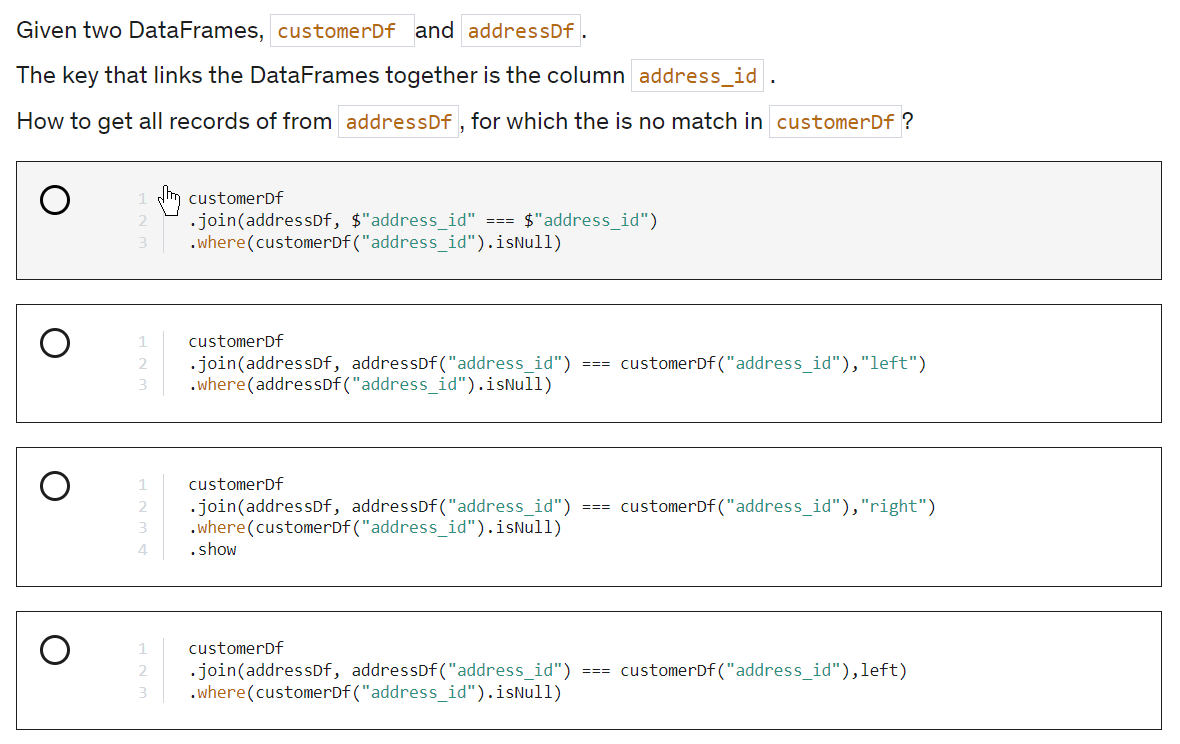 Given two DataFrames, customerDf and addressDf.
The key that links the DataFrames together is the column address_id .
How to get all records of from addressDf, for which the is no match in customerDf?
1 customerDf
2 .join(addressDf, $"address_id" === $"address_id")
3 .where(customerDf("address_id").isNull)
1 customerDf
2 .join(addressDf, addressDf("address_id") === customerDf("address_id"),"left")
3 .where(addressDf("address_id").isNull)
1 customerDf
2 .join(addressDf, addressDf("address_id") === customerDf("address_id"),"right")
3 .where(customerDf("address_id").isNull)
4 .show
1 customerDf
2 .join(addressDf, addressDf("address_id") === customerDf("address_id"),left)
3 .where(customerDf("address_id").isNull)